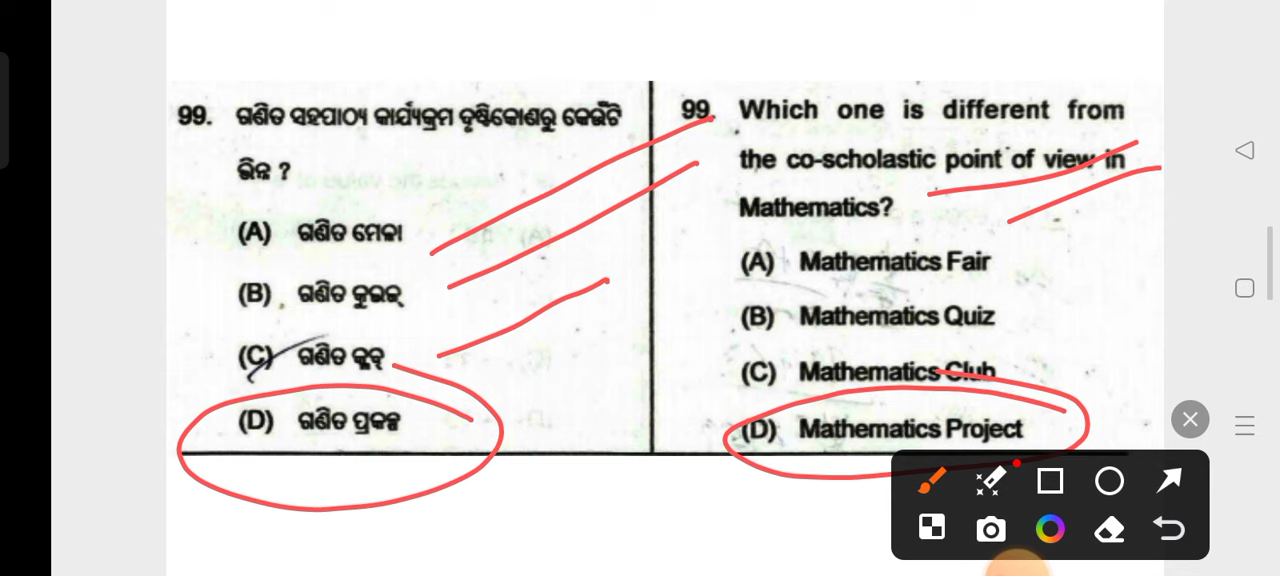 99. ଗଣିତ ସହପାଠ୍ୟ କାର୍ଯ୍ୟକ୍ରମ ଦୃଷ୍ଟିକୋଣରୁ କେଉଁଟି
ଭିନ୍ନ ?
(A) ଗଣିତ ମେଳା
(B) ଗଣିତ କୁଇଜ୍
(C) ଗଣିତ କ୍ଲବ୍
(D) ଗଣିତ ପ୍ରକଳ୍ପ
99. Which one is different from
the co-scholastic point of view in
Mathematics?
(A) Mathematics Fair
(B) Mathematics Quiz
(C) Mathematics Club
(D) Mathematics Project